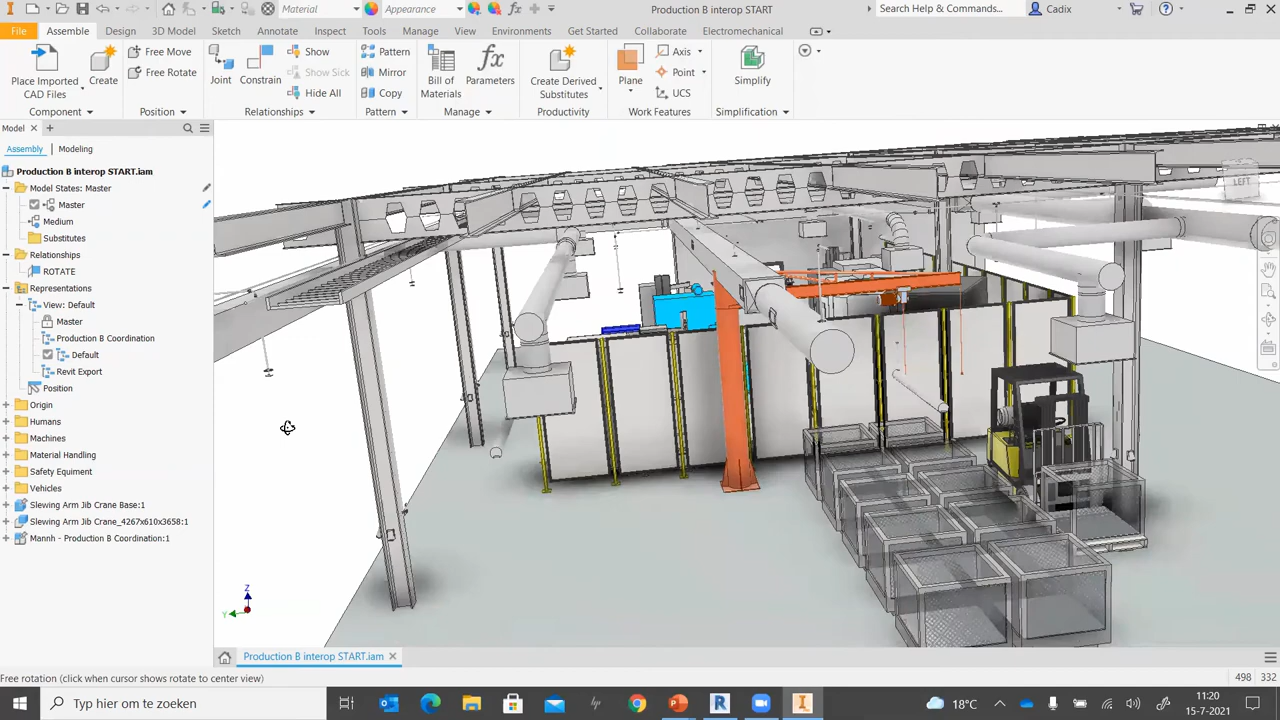 Material
Appearance
fx
Production B interop START
Search Help & Commands...
Cadix
File
Assemble
Design
3D Model
Sketch
Annotate
Inspect
Tools
Manage
View
Environments
Get Started
Collaborate
Electromechanical
Place Imported CAD Files
Create
Free Move
Free Rotate
Joint
Constrain
Show
Show Sick
Hide All
Pattern
Mirror
Copy
Bill of Materials
fx
Parameters
Create Derived Substitutes
Plane
Axis
Point
UCS
Simplify
Component
Position
Relationships
Pattern
Manage
Productivity
Work Features
Simplification
Model
Assembly
Modeling
Production B interop START.iam
Model States: Master
Master
Medium
Substitutes
Relationships
ROTATE
Representations
View: Default
Master
Production B Coordination
Default
Revit Export
Position
Origin
Humans
Machines
Material Handling
Safety Equipment
Vehicles
Slewing Arm Jib Crane Base:1
Slewing Arm Jib Crane_4267x610x3658:1
Mannh - Production B Coordination:1
LEFT
Z
Y
Production B interop START.iam
Free rotation (click when cursor shows rotate to center view)
498
332
Typ hier om te zoeken
18°C
11:20
15-7-2021